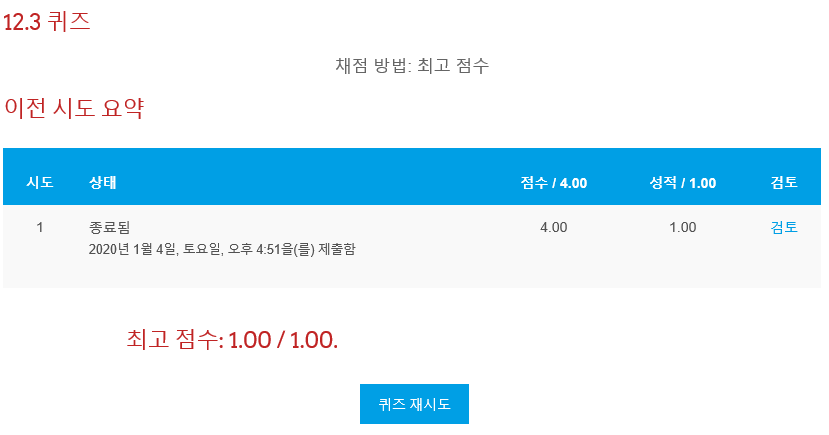 12.3 퀴즈
채점 방법: 최고 점수
이전 시도 요약
시도 상태 점수 / 4.00 성적 / 1.00 검토
1 종료됨 4.00 1.00 검토
2020년 1월 4일, 토요일, 오후 4:51을(를) 제출함
최고 점수: 1.00 / 1.00.
퀴즈 재시도